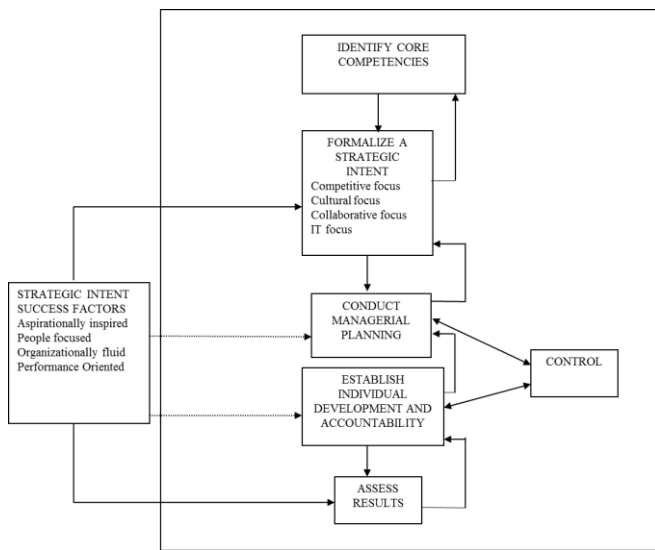 IDENTIFY CORE
COMPETENCIES
FORMALIZE A
STRATEGIC
INTENT
Competitive focus
Cultural focus
Collaborative focus
IT focus
STRATEGIC INTENT
SUCCESS FACTORS
Aspirationally inspired
People focused
Organizationally fluid
Performance Oriented
CONDUCT
MANAGERIAL
PLANNING
CONTROL
ESTABLISH
INDIVIDUAL
DEVELOPMENT AND
ACCOUNTABILITY
ASSESS
RESULTS